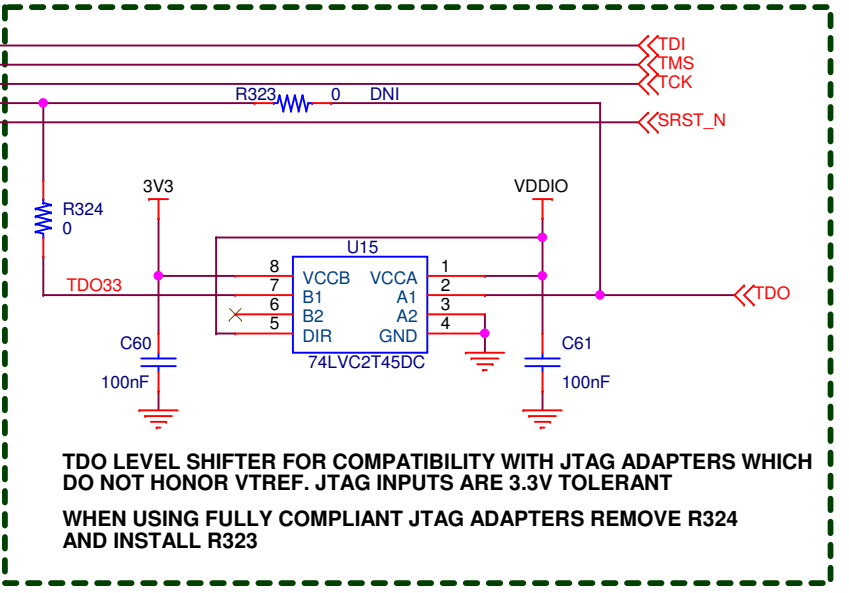 TDI
TMS
TCK
R323 0 DNI
SRST_N
3V3
VDDIO
R324
0
U15
TDO33
8 VCCB VCCA 1
7 B1 A1 2
6 B2 A2 3
5 DIR GND 4
TDO
74LVC2T45DC
C60
100nF
C61
100nF
TDO LEVEL SHIFTER FOR COMPATIBILITY WITH JTAG ADAPTERS WHICH
DO NOT HONOR VTREF. JTAG INPUTS ARE 3.3V TOLERANT
WHEN USING FULLY COMPLIANT JTAG ADAPTERS REMOVE R324
AND INSTALL R323